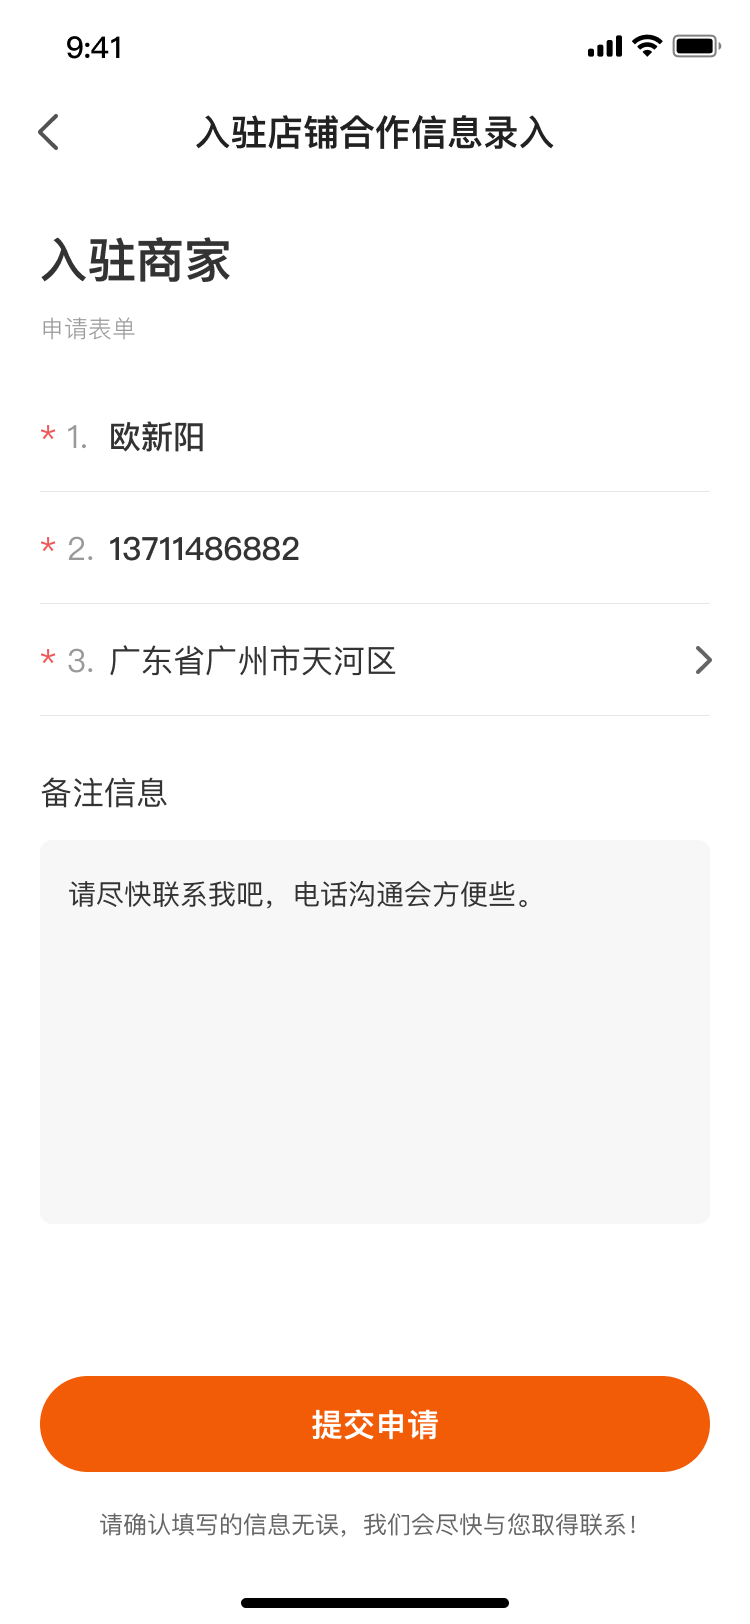 9:41
入驻店铺合作信息录入
入驻商家
申请表单
* 1. 欧新阳
* 2. 13711486882
* 3. 广东省广州市天河区
备注信息
请尽快联系我吧，电话沟通会方便些。
提交申请
请确认填写的信息无误，我们会尽快与您取得联系！